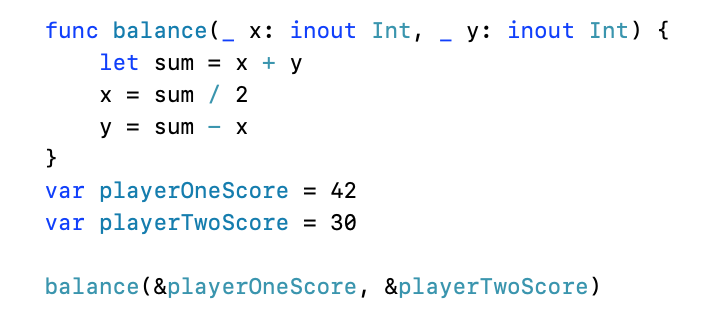 func balance(_ x: inout Int, _ y: inout Int) {
    let sum = x + y
    x = sum / 2
    y = sum - x
}
var playerOneScore = 42
var playerTwoScore = 30

balance(&playerOneScore, &playerTwoScore)